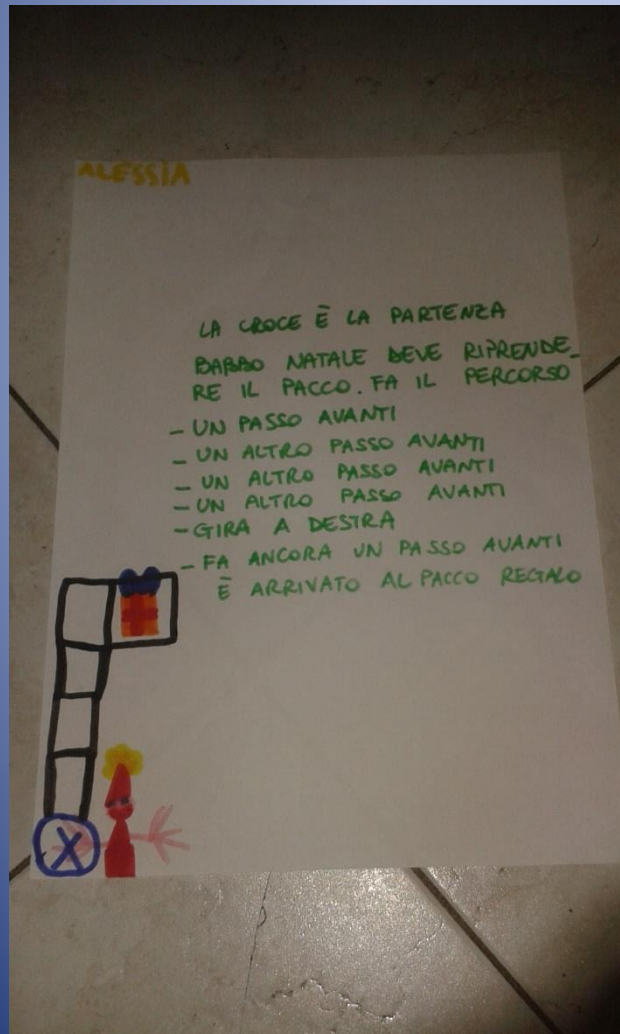 ALESSIA
LA CROCE È LA PARTENZA
BABBO NATALE DEVE RIPRENDE_
RE IL PACCO. FA IL PERCORSO
- UN PASSO AVANTI
- UN ALTRO PASSO AVANTI
- UN ALTRO PASSO AVANTI
- UN ALTRO PASSO AVANTI
- GIRA A DESTRA
- FA ANCORA UN PASSO AVANTI
È ARRIVATO AL PACCO REGALO
X